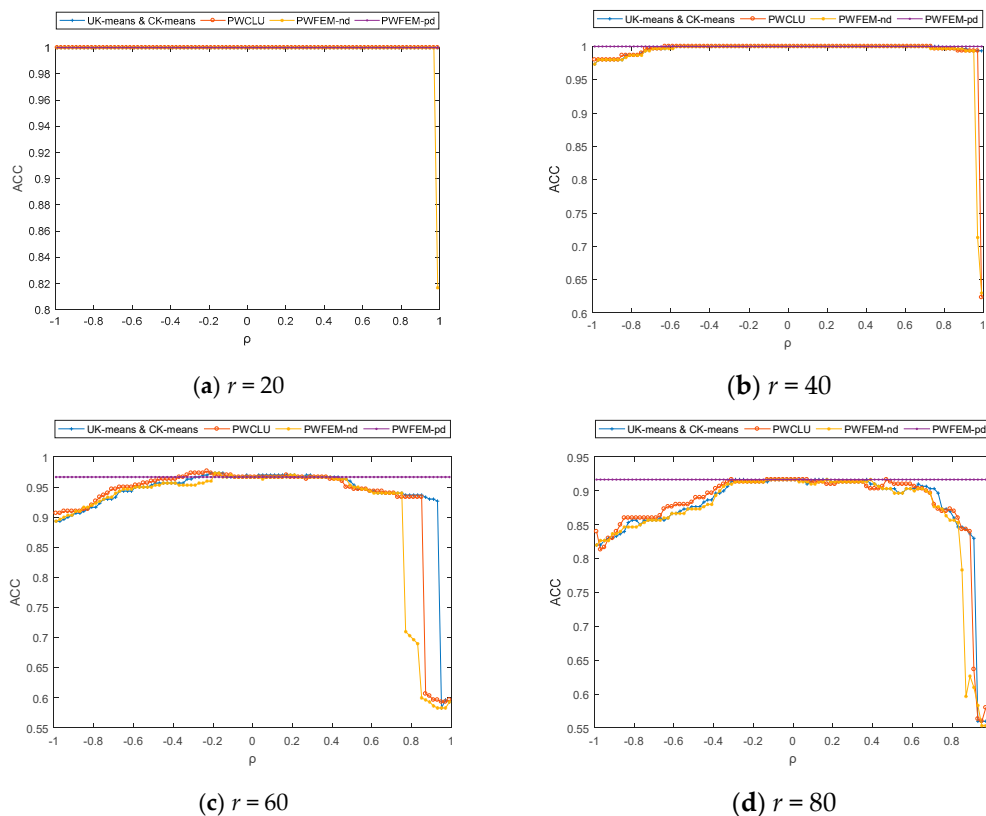 UK-means & CK-means PWCLU PWFEM-nd PWFEM-pd
1
0.98
0.96
0.94
0.92
0.9
0.88
0.86
0.84
0.82
0.8
ACC
-1 -0.8 -0.6 -0.4 -0.2 0 0.2 0.4 0.6 0.8 1
ρ
(a) r = 20
UK-means & CK-means PWCLU PWFEM-nd PWFEM-pd
1
0.95
0.9
0.85
0.8
0.75
0.7
0.65
0.6
ACC
-1 -0.8 -0.6 -0.4 -0.2 0 0.2 0.4 0.6 0.8 1
ρ
(b) r = 40
UK-means & CK-means PWCLU PWFEM-nd PWFEM-pd
1
0.95
0.9
0.85
0.8
0.75
0.7
0.65
0.6
0.55
ACC
-1 -0.8 -0.6 -0.4 -0.2 0 0.2 0.4 0.6 0.8 1
ρ
(c) r = 60
UK-means & CK-means PWCLU PWFEM-nd PWFEM-pd
0.95
0.9
0.85
0.8
0.75
0.7
0.65
0.6
0.55
ACC
-1 -0.8 -0.6 -0.4 -0.2 0 0.2 0.4 0.6 0.8
ρ
(d) r = 80